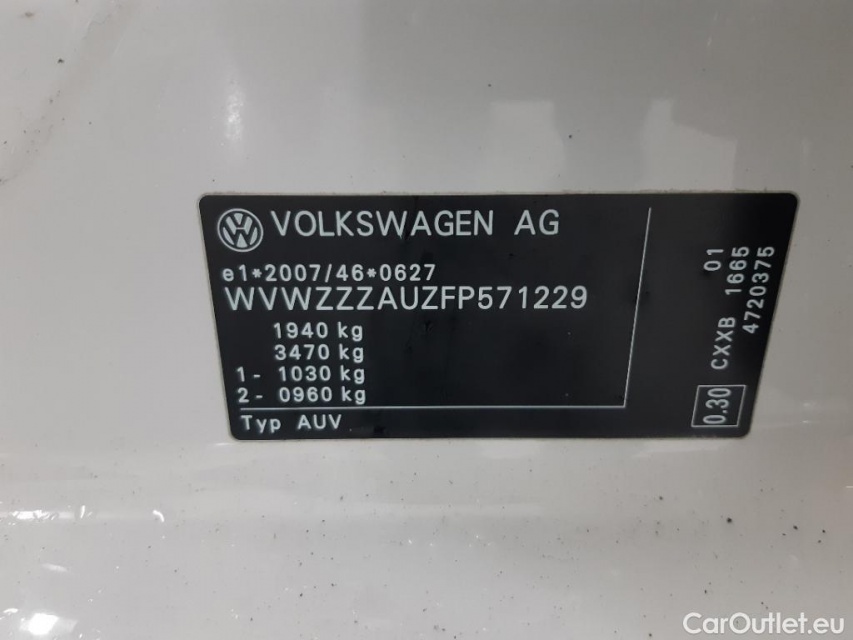 VOLKSWAGEN AG
e1*2007/46*0627
WVWZZZAUZFP571229
1940 kg
3470 kg
1- 1030 kg
2- 0960 kg
Typ AUV
01
1665
4720375
CXXB
0.30
CarOutlet.eu